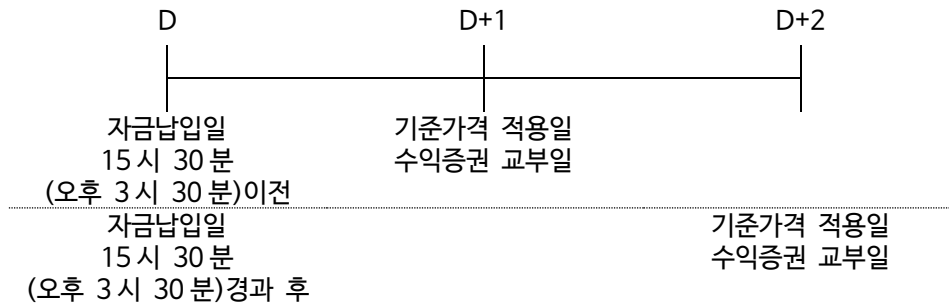 D D+1 D+2
자금납입일 기준가격 적용일
15시 30분 수익증권 교부일
(오후 3시 30분)이전
자금납입일 기준가격 적용일
15시 30분 수익증권 교부일
(오후 3시 30분)경과 후